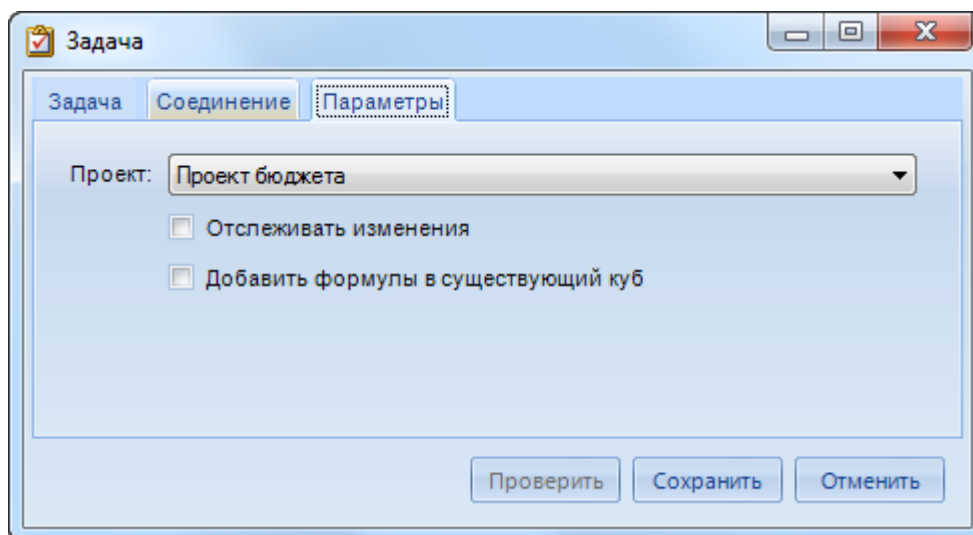 Задача
Задача Соединение Параметры
Проект: Проект бюджета
Отслеживать изменения
Добавить формулы в существующий куб
Проверить Сохранить Отменить